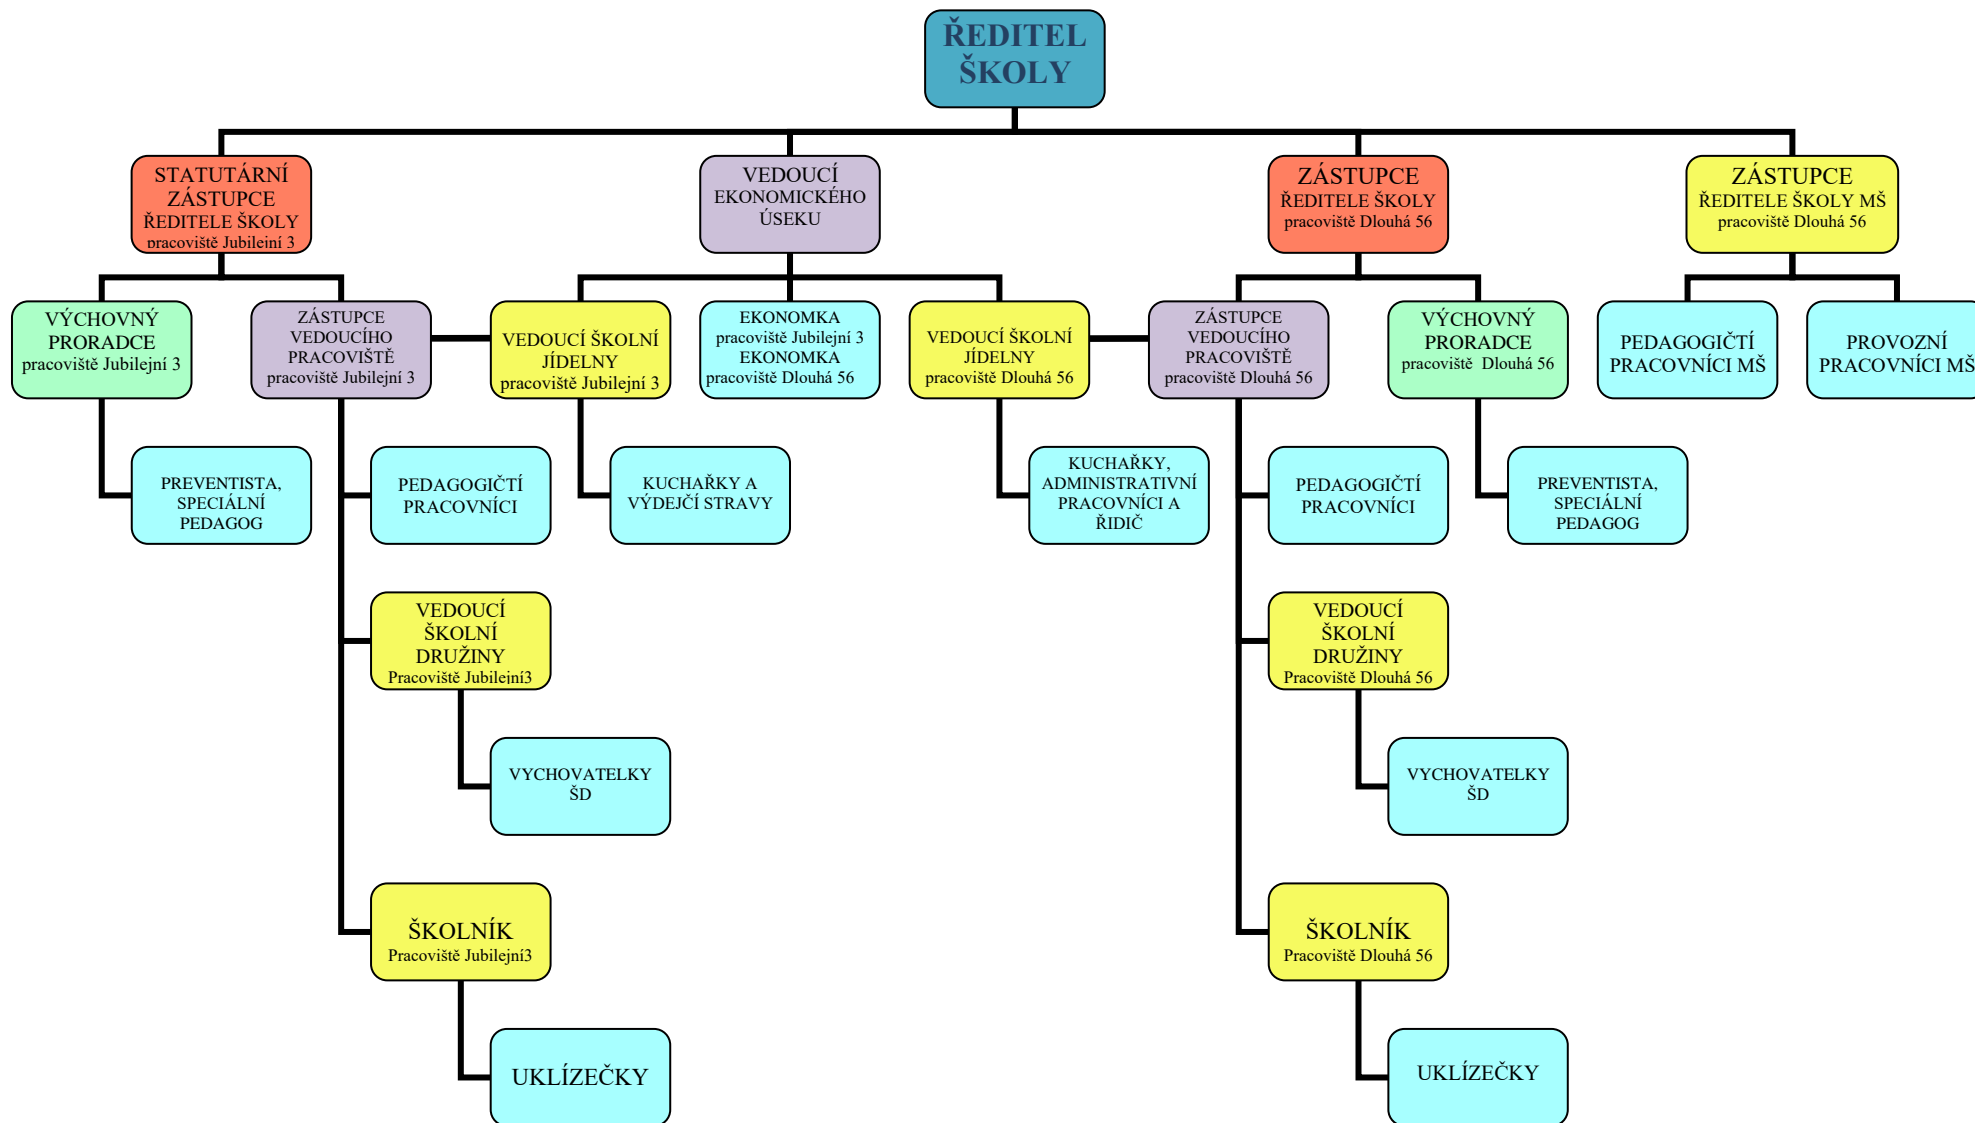 ŘEDITEL
ŠKOLY
STATUTÁRNÍ
ZÁSTUPCE
ŘEDITELE ŠKOLY
pracoviště Jubilejní 3
VEDOUCÍ
EKONOMICKÉHO
ÚSEKU
ZÁSTUPCE
ŘEDITELE ŠKOLY
pracoviště Dlouhá 56
ZÁSTUPCE
ŘEDITELE ŠKOLY MŠ
pracoviště Dlouhá 56
VÝCHOVNÝ
PRORADCE
pracoviště Jubilejní 3
ZÁSTUPCE
VEDOUCÍHO
PRACOVIŠTĚ
pracoviště Jubilejní 3
VEDOUCÍ ŠKOLNÍ
JÍDELNY
pracoviště Jubilejní 3
EKONOMKA
pracoviště Jubilejní 3
EKONOMKA
pracoviště Dlouhá 56
VEDOUCÍ ŠKOLNÍ
JÍDELNY
pracoviště Dlouhá 56
ZÁSTUPCE
VEDOUCÍHO
PRACOVIŠTĚ
pracoviště Dlouhá 56
VÝCHOVNÝ
PRORADCE
pracoviště Dlouhá 56
PEDAGOGIČTÍ
PRACOVNÍCI MŠ
PROVOZNÍ
PRACOVNÍCI MŠ
PREVENTISTA,
SPECIÁLNÍ
PEDAGOG
PEDAGOGIČTÍ
PRACOVNÍCI
KUCHAŘKY A
VÝDEJČÍ STRAVY
KUCHAŘKY,
ADMINISTRATIVNÍ
PRACOVNÍCI A
ŘIDIČ
PEDAGOGIČTÍ
PRACOVNÍCI
PREVENTISTA,
SPECIÁLNÍ
PEDAGOG
VEDOUCÍ
ŠKOLNÍ
DRUŽINY
Pracoviště Jubilejní3
VEDOUCÍ
ŠKOLNÍ
DRUŽINY
Pracoviště Dlouhá 56
VYCHOVATELKY
ŠD
VYCHOVATELKY
ŠD
ŠKOLNÍK
Pracoviště Jubilejní3
ŠKOLNÍK
Pracoviště Dlouhá 56
UKLÍZEČKY
UKLÍZEČKY